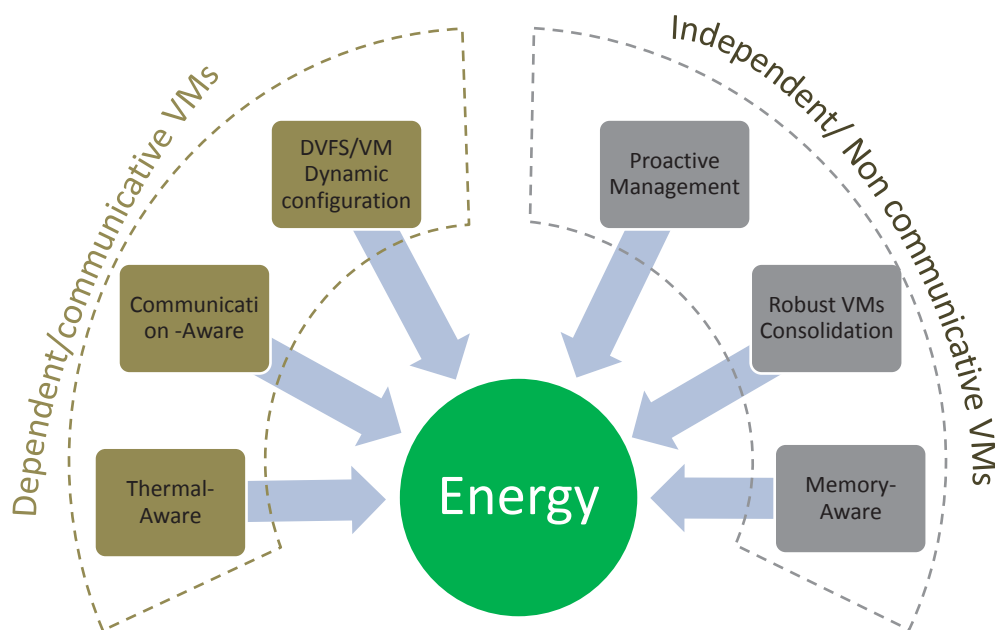 Dependent/communicative VMs
Independent/ Non communicative VMs
DVFS/VM
Dynamic
configuration
Proactive
Management
Communicati
on -Aware
Robust VMs
Consolidation
Thermal-
Aware
Energy
Memory-
Aware